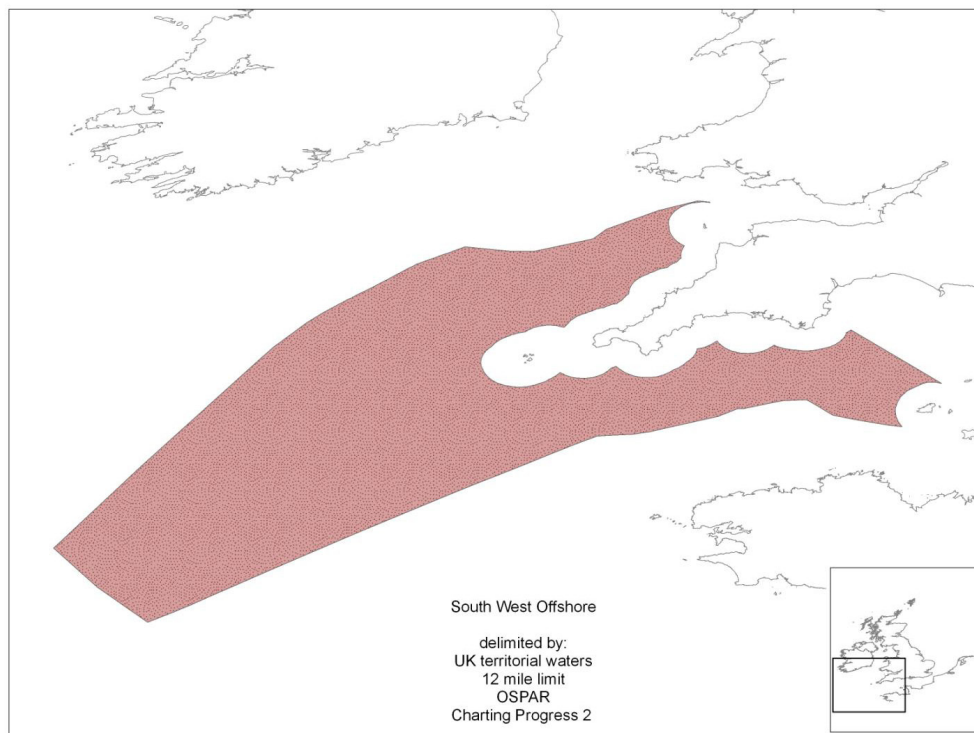 South West Offshore
delimited by:
UK territorial waters
12 mile limit
OSPAR
Charting Progress 2